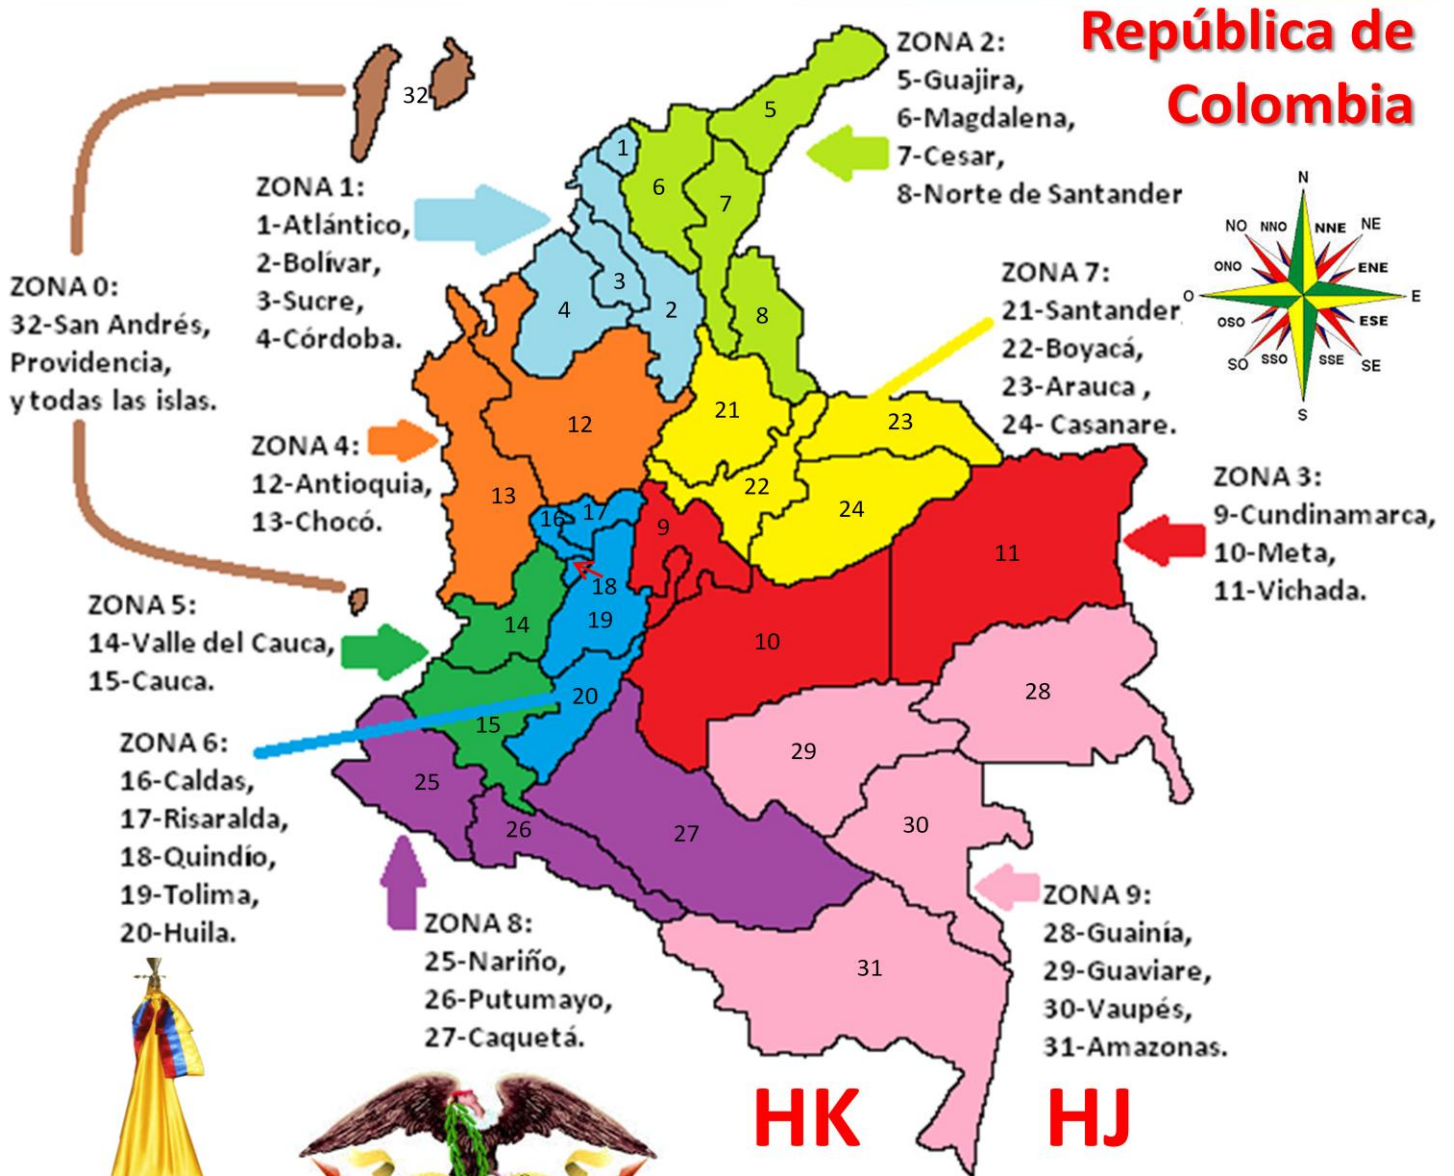 República de
Colombia
ZONA 2:
5-Guajira,
6-Magdalena,
7-Cesar,
8-Norte de Santander
ZONA 1:
1-Atlántico,
2-Bolívar,
3-Sucre,
4-Córdoba.
ZONA 0:
32-San Andrés,
Providencia,
y todas las islas.
ZONA 7:
21-Santander,
22-Boyacá,
23-Arauca ,
24- Casanare.
N
NO NNO NNE NE
ONO ENE
O E
OSO ESE
SO SSO SSE SE
S
ZONA 4:
12-Antioquia,
13-Chocó.
ZONA 3:
9-Cundinamarca,
10-Meta,
11-Vichada.
ZONA 5:
14-Valle del Cauca,
15-Cauca.
ZONA 6:
16-Caldas,
17-Risaralda,
18-Quindío,
19-Tolima,
20-Huila.
ZONA 8:
25-Nariño,
26-Putumayo,
27-Caquetá.
ZONA 9:
28-Guainía,
29-Guaviare,
30-Vaupés,
31-Amazonas.
32
5
1
6
7
3
4
2
8
21
12
23
22
13
24
16
17
9
11
18
14
19
10
20
28
15
29
25
26
27
30
31
HK HJ